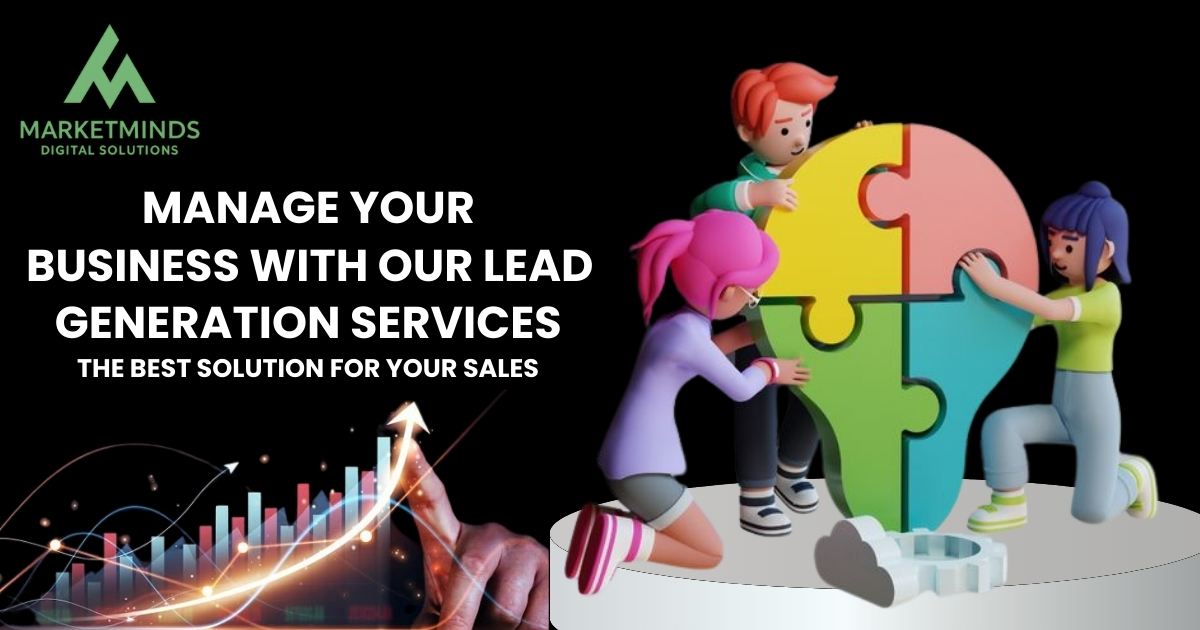 MARKETMINDS
DIGITAL SOLUTIONS
MANAGE YOUR
BUSINESS WITH OUR LEAD
GENERATION SERVICES
THE BEST SOLUTION FOR YOUR SALES